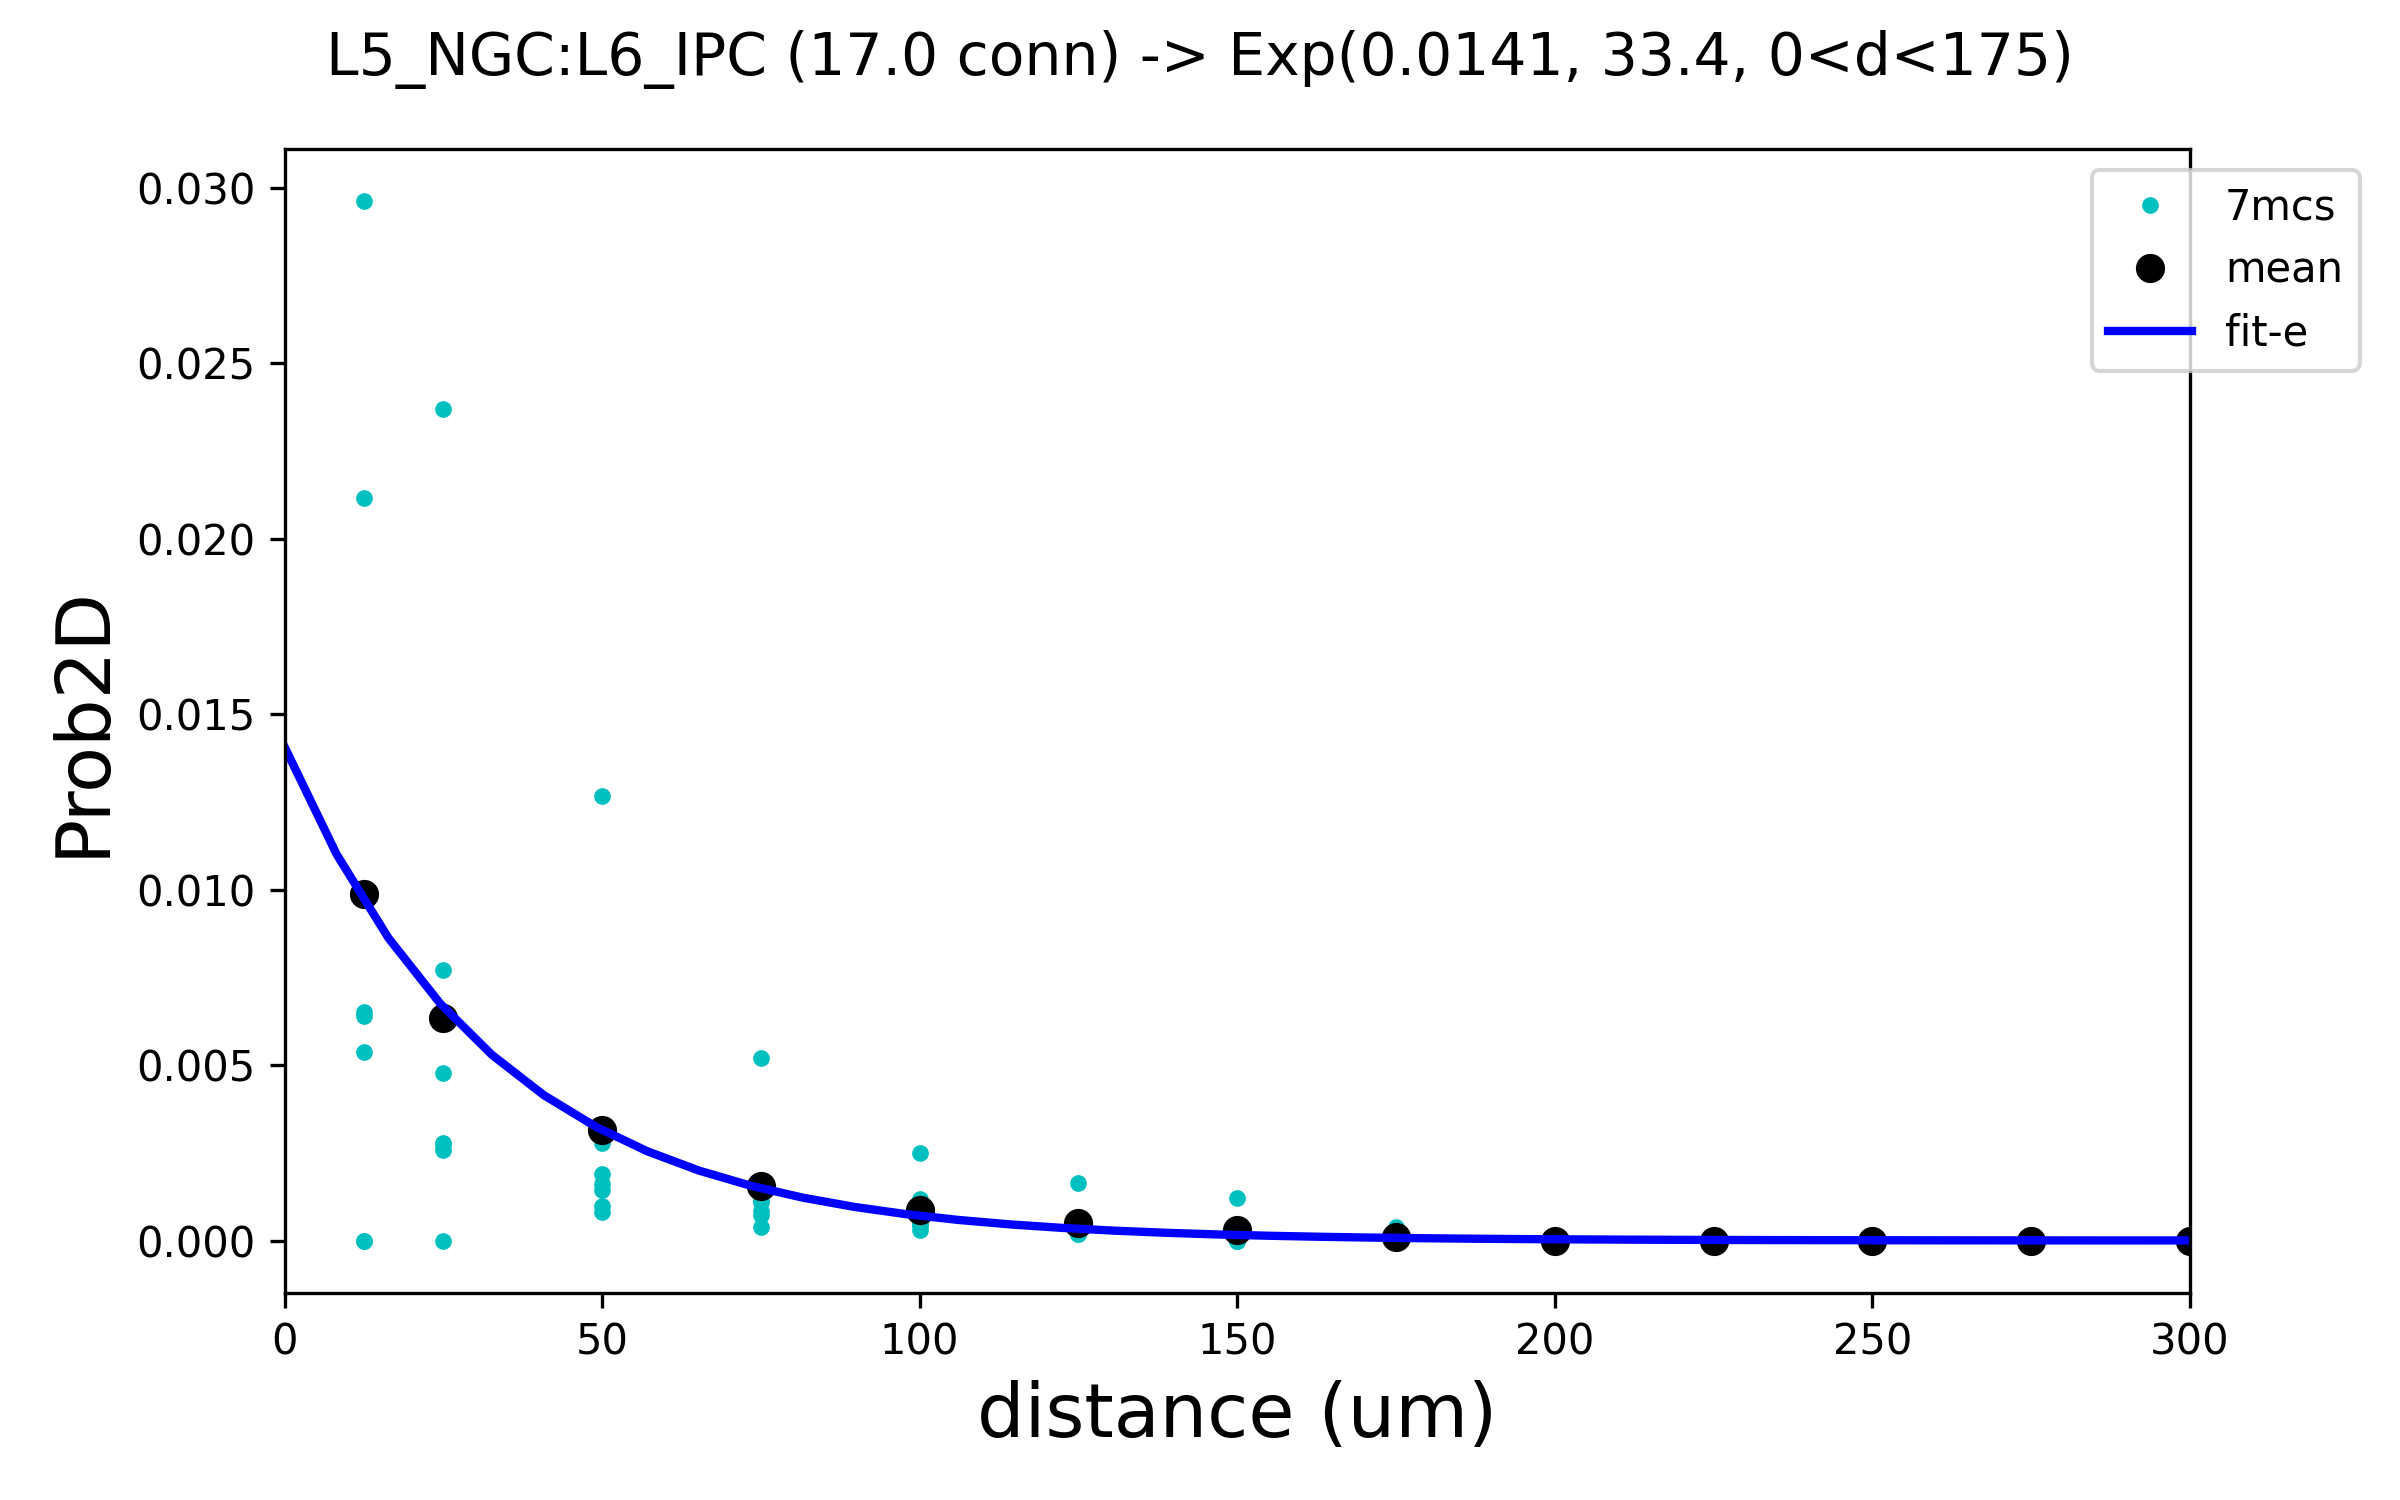 L5_NGC:L6_IPC (17.0 conn) -> Exp(0.0141, 33.4, 0<d<175)
7mcs
mean
fit-e
Prob2D
0.030
0.025
0.020
0.015
0.010
0.005
0.000
0 50 100 150 200 250 300
distance (um)